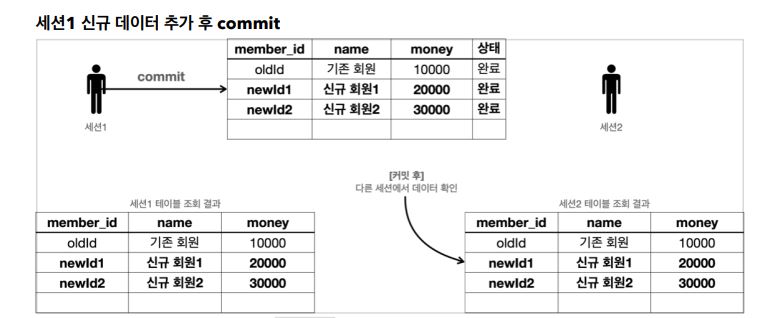 세션1 신규 데이터 추가 후 commit
member_id name money 상태
oldId 기존 회원 10000 완료
newId1 신규 회원1 20000 완료
newId2 신규 회원2 30000 완료
commit
세션1
세션2
[커밋 후]
다른 세션에서 데이터 확인
세션1 테이블 조회 결과
member_id name money
oldId 기존 회원 10000
newId1 신규 회원1 20000
newId2 신규 회원2 30000
세션2 테이블 조회 결과
member_id name money
oldId 기존 회원 10000
newId1 신규 회원1 20000
newId2 신규 회원2 30000